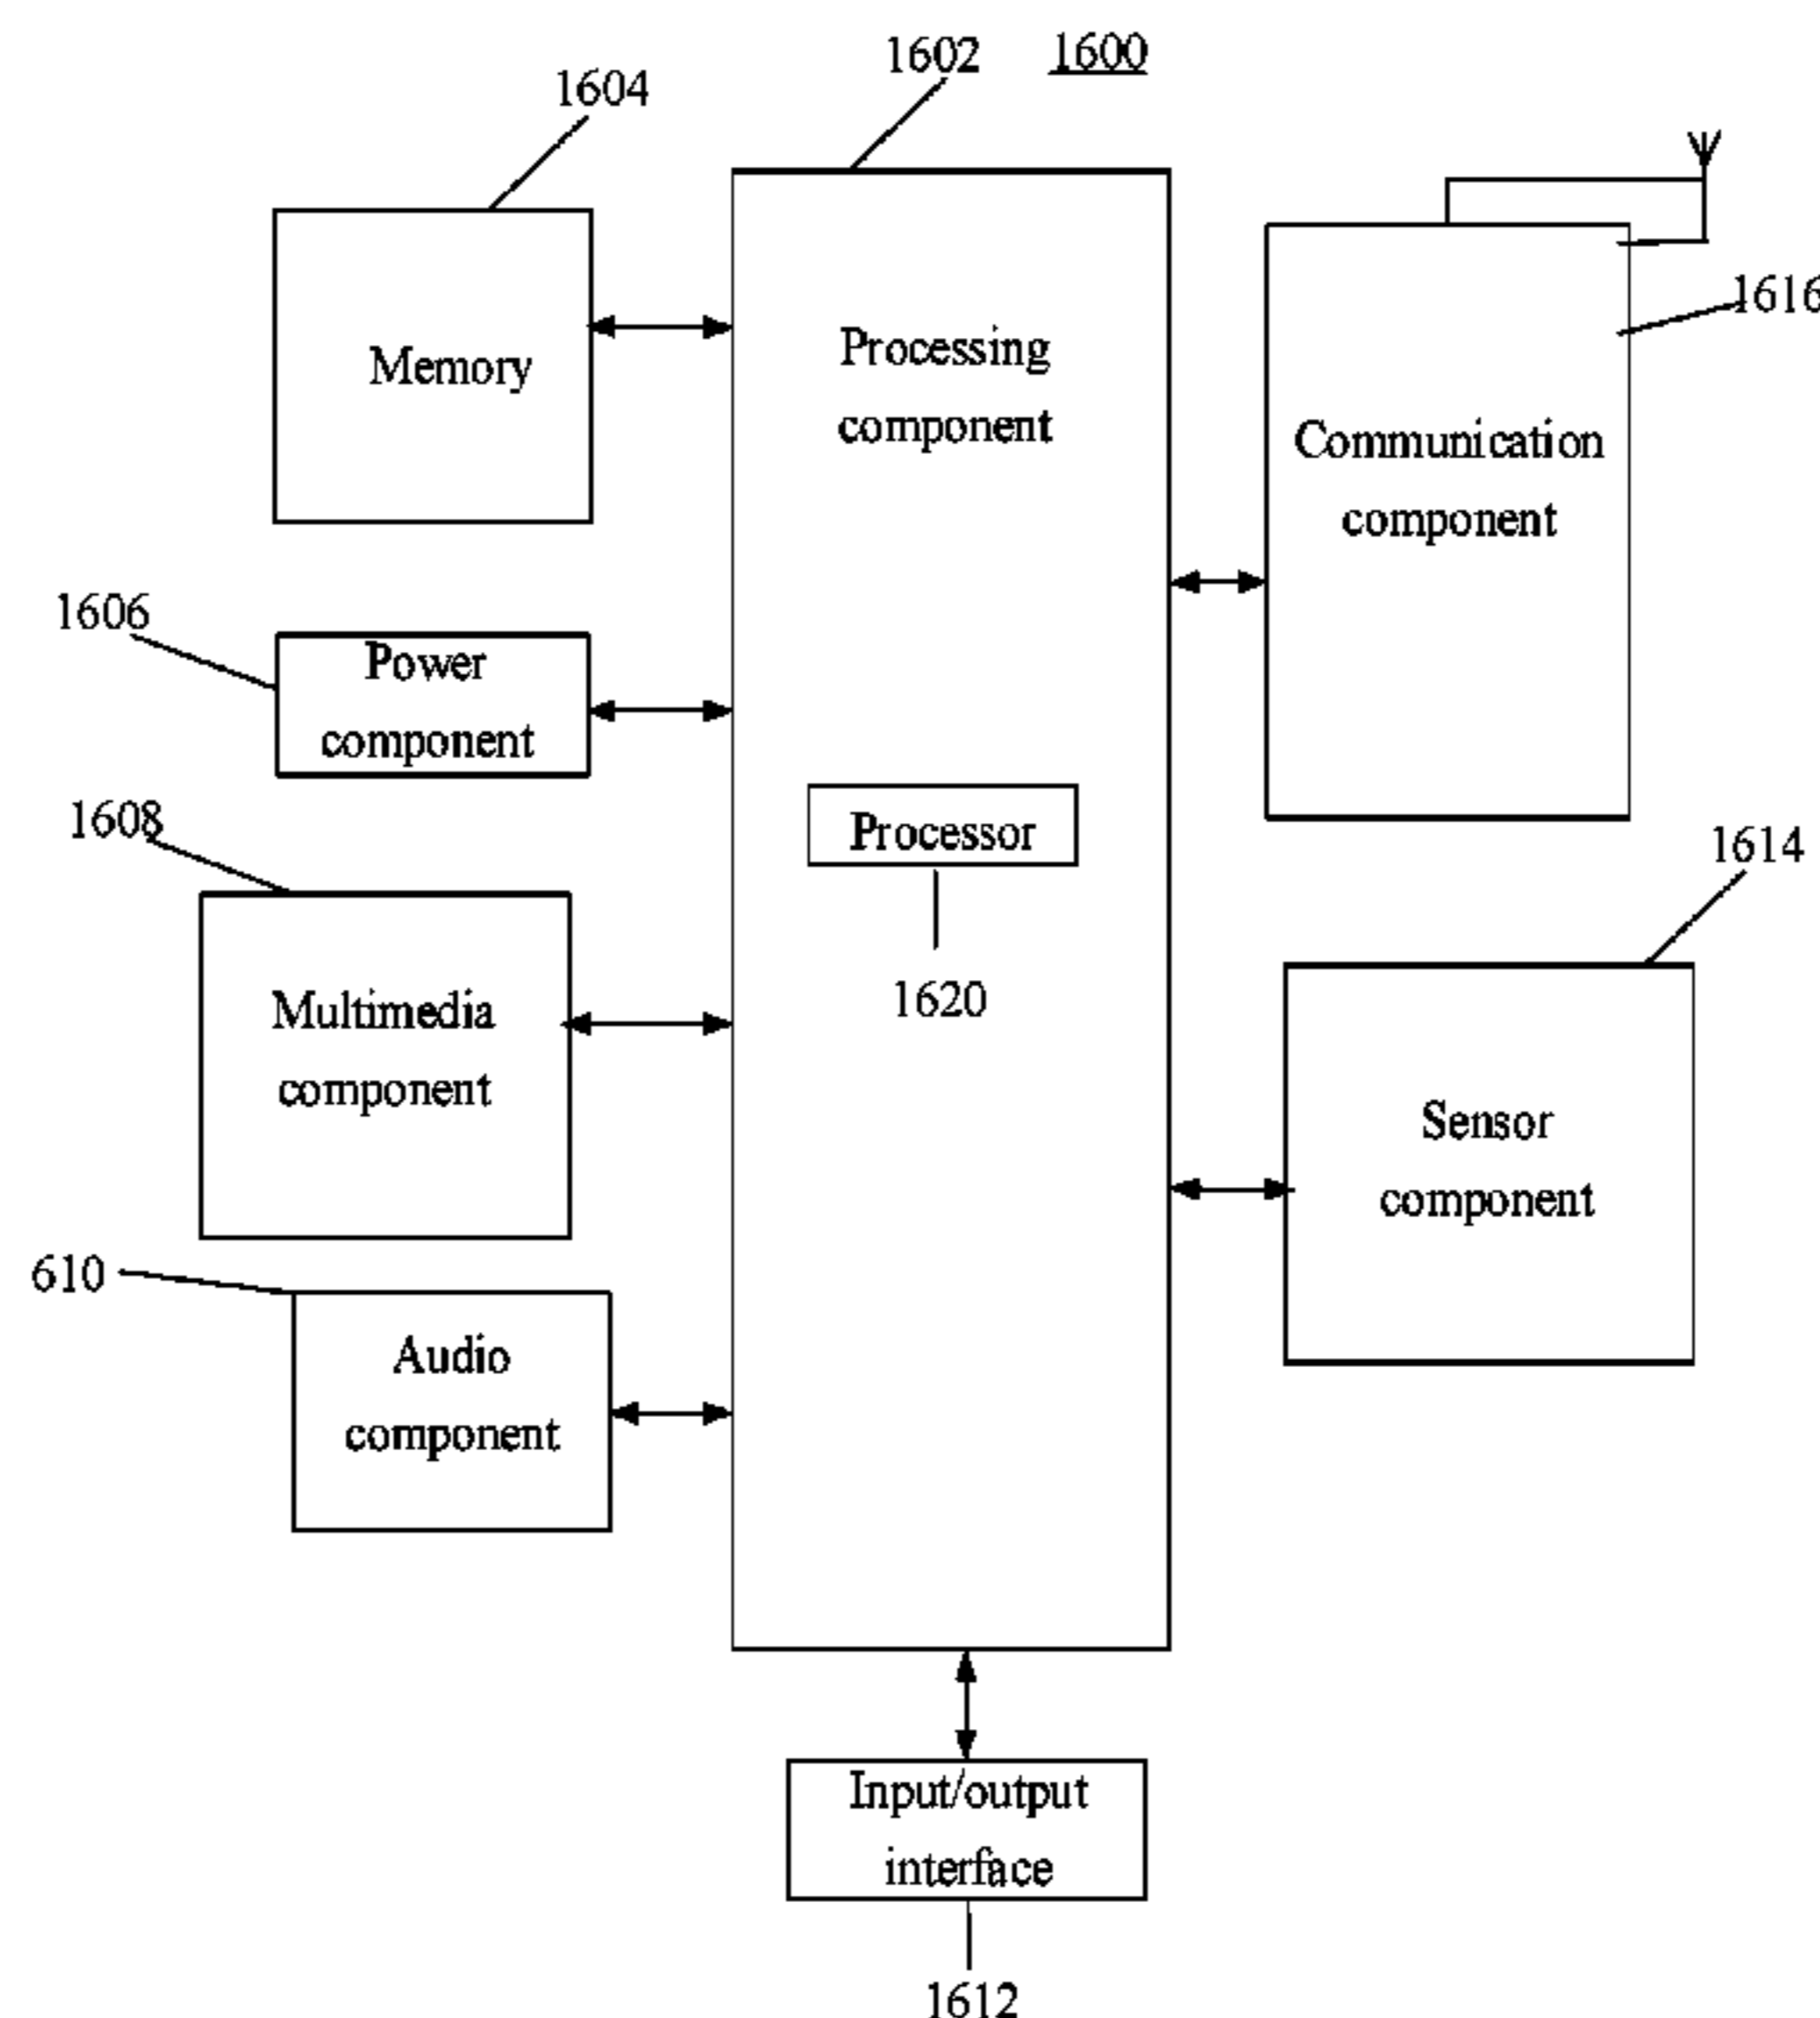 1602
1600
1604
Memory
Processing
component
1616
Communication
component
1606
Power
component
1608
Processor
1614
1620
Multimedia
component
Sensor
component
610
Audio
component
Input/output
interface
1612